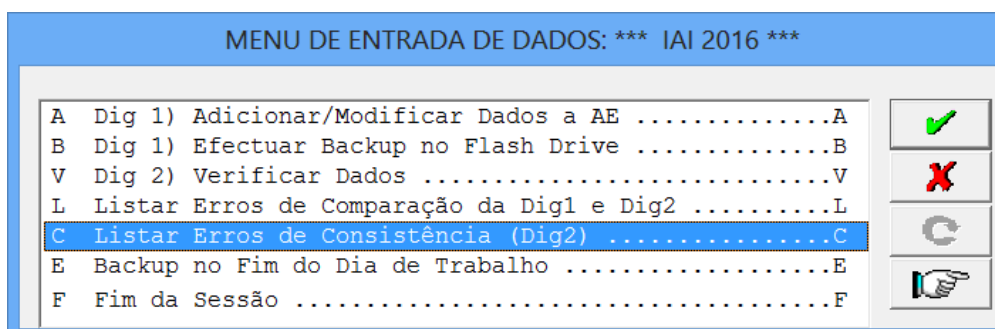 MENU DE ENTRADA DE DADOS: *** IAI 2016 ***
A Dig 1) Adicionar/Modificar Dados a AE ..............A
B Dig 1) Efectuar Backup no Flash Drive ..............B
V Dig 2) Verificar Dados .............................V
L Listar Erros de Comparação da Dig1 e Dig2 ..........L
C Listar Erros de Consistência (Dig2) ................C
E Backup no Fim do Dia de Trabalho ...................E
F Fim da Sessão ......................................F